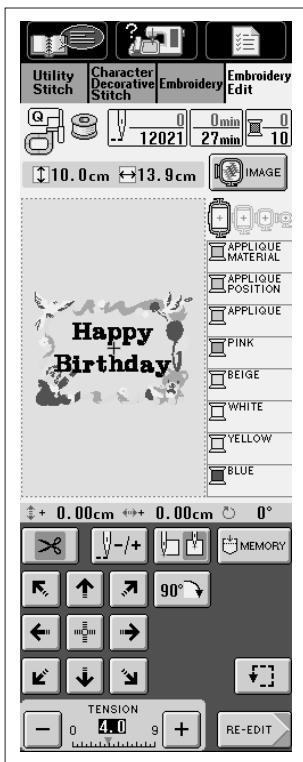 Utility
Stitch
Character
Decorative
Stitch
Embroidery
Embroidery
Edit
Q
0
12021
0min
27min
0
10
10.0cm 13.9cm
IMAGE
Happy
Birthday
APPLIQUE
MATERIAL
APPLIQUE
POSITION
APPLIQUE
PINK
BEIGE
WHITE
YELLOW
BLUE
+ 0.00cm + 0.00cm 0°
-/+
MEMORY
90°
TENSION
- 0 4.0 9 +
RE-EDIT